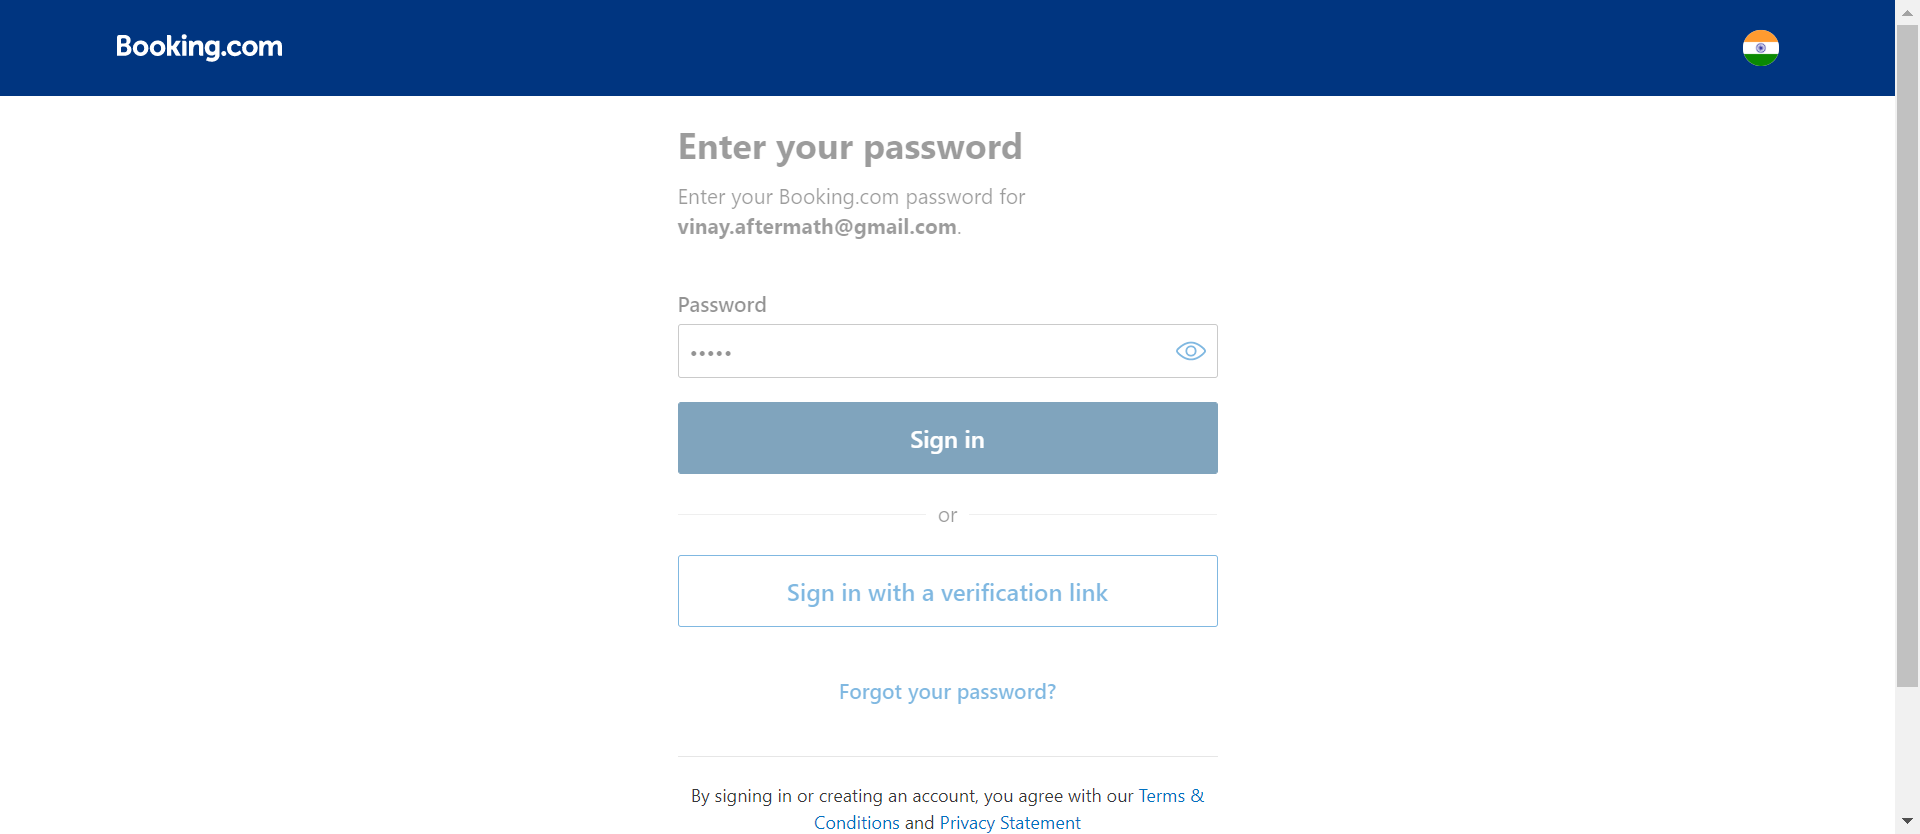 Booking.com
Enter your password
Enter your Booking.com password for
vinay.aftermath@gmail.com.
Password
•••••
Sign in
or
Sign in with a verification link
Forgot your password?
By signing in or creating an account, you agree with our Terms &
Conditions and Privacy Statement